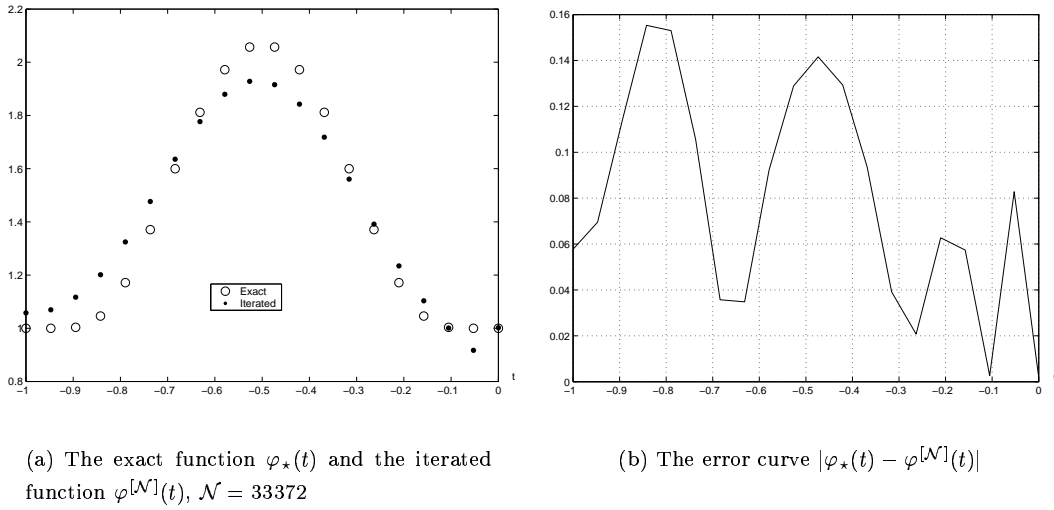 2.2
2
1.8
1.6
1.4
1.2
1
0.8
−1 −0.9 −0.8 −0.7 −0.6 −0.5 −0.4 −0.3 −0.2 −0.1 0
t
Exact
Iterated
0.16
0.14
0.12
0.1
0.08
0.06
0.04
0.02
0
−1 −0.9 −0.8 −0.7 −0.6 −0.5 −0.4 −0.3 −0.2 −0.1 0
t
(a) The exact function φ⋆(t) and the iterated
function φ^[𝒩](t), 𝒩 = 33372
(b) The error curve |φ⋆(t) − φ^[𝒩](t)|